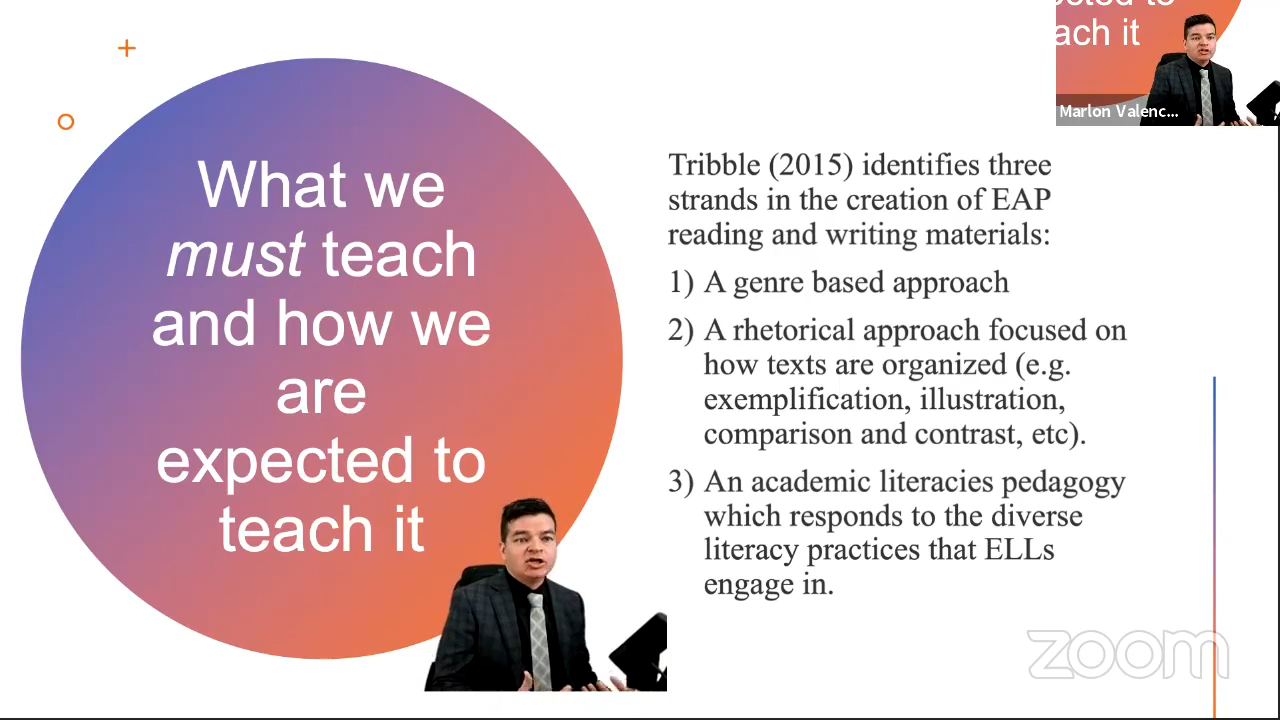 What we
must teach
and how we
are
expected to
teach it
Tribble (2015) identifies three
strands in the creation of EAP
reading and writing materials:
1) A genre based approach
2) A rhetorical approach focused on
how texts are organized (e.g.
exemplification, illustration,
comparison and contrast, etc).
3) An academic literacies pedagogy
which responds to the diverse
literacy practices that ELLs
engage in.
ach it
Marlon Valenc...
zoom